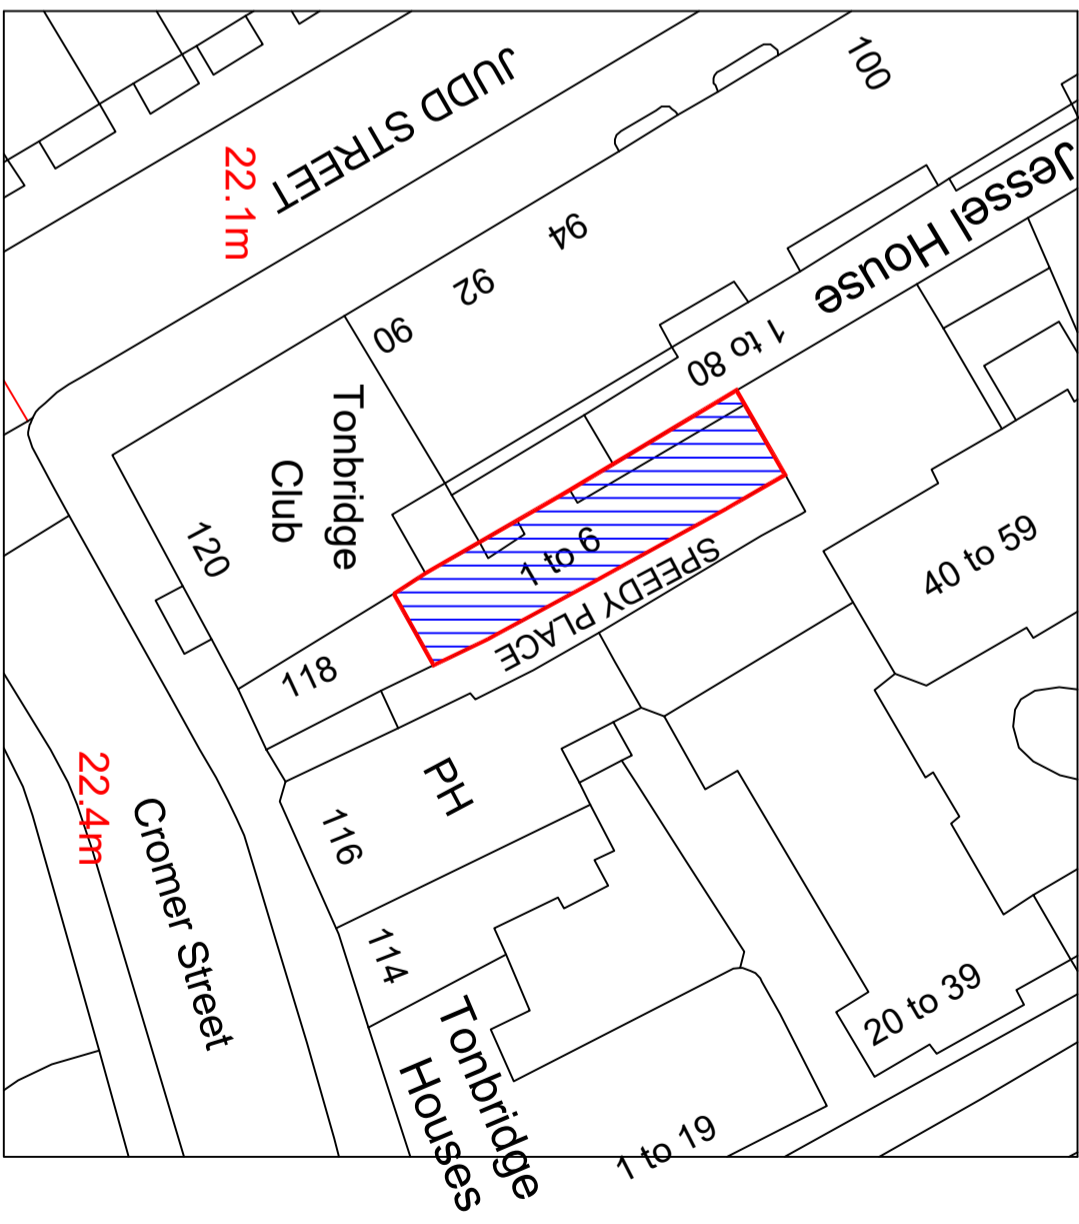 JUDD STREET
100
22.1m
Jessel House
94
92
90
1 to 80
Tonbridge
Club
120
1 to 6
SPEEDY PLACE
40 to 59
118
PH
22.4m
Cromer Street
116
114
20 to 39
Tonbridge
Houses
1 to 19